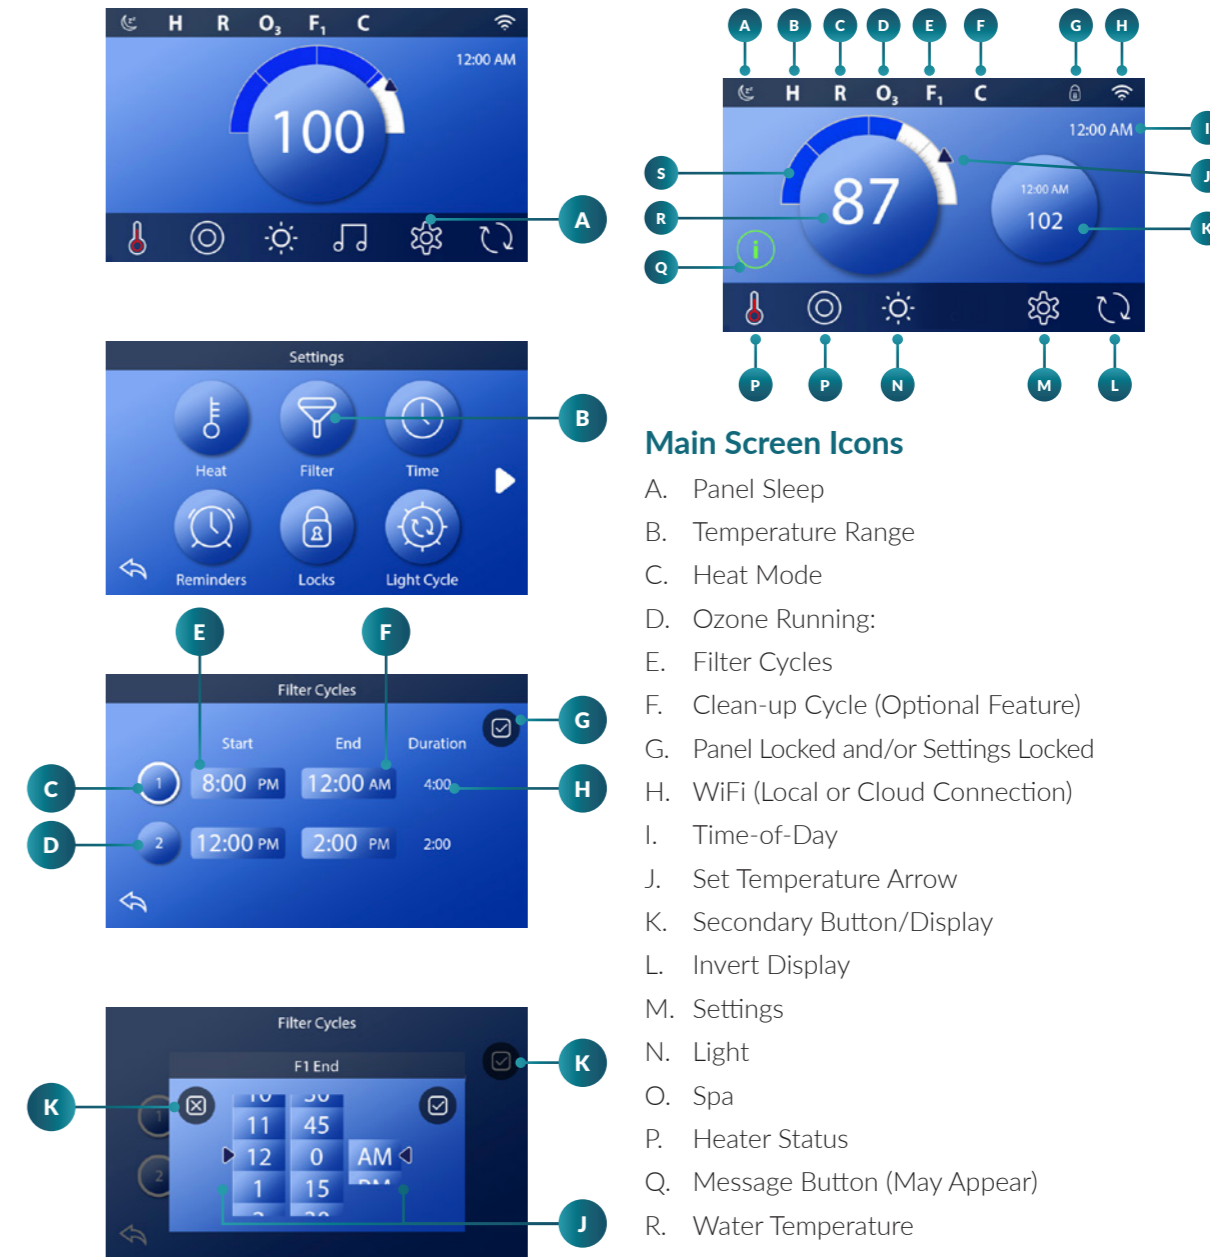 H R O3 F1 C
12:00 AM
100
A
Settings
B
Heat Filter Time
Reminders Locks Light Cycle
E F
Filter Cycles
G
Start End Duration
C 1 8:00 PM 12:00 AM 4:00 H
D 2 12:00 PM 2:00 PM 2:00
Filter Cycles
F1 End
K
K
11 45
12 0 AM
1 15
J
1
2
A B C D E F G H
H R O3 F1 C
12:00 AM I
J
S
87
12:00 AM
102
R
K
i
Q
P P N M L
Main Screen Icons
A. Panel Sleep
B. Temperature Range
C. Heat Mode
D. Ozone Running:
E. Filter Cycles
F. Clean-up Cycle (Optional Feature)
G. Panel Locked and/or Settings Locked
H. WiFi (Local or Cloud Connection)
I. Time-of-Day
J. Set Temperature Arrow
K. Secondary Button/Display
L. Invert Display
M. Settings
N. Light
O. Spa
P. Heater Status
Q. Message Button (May Appear)
R. Water Temperature